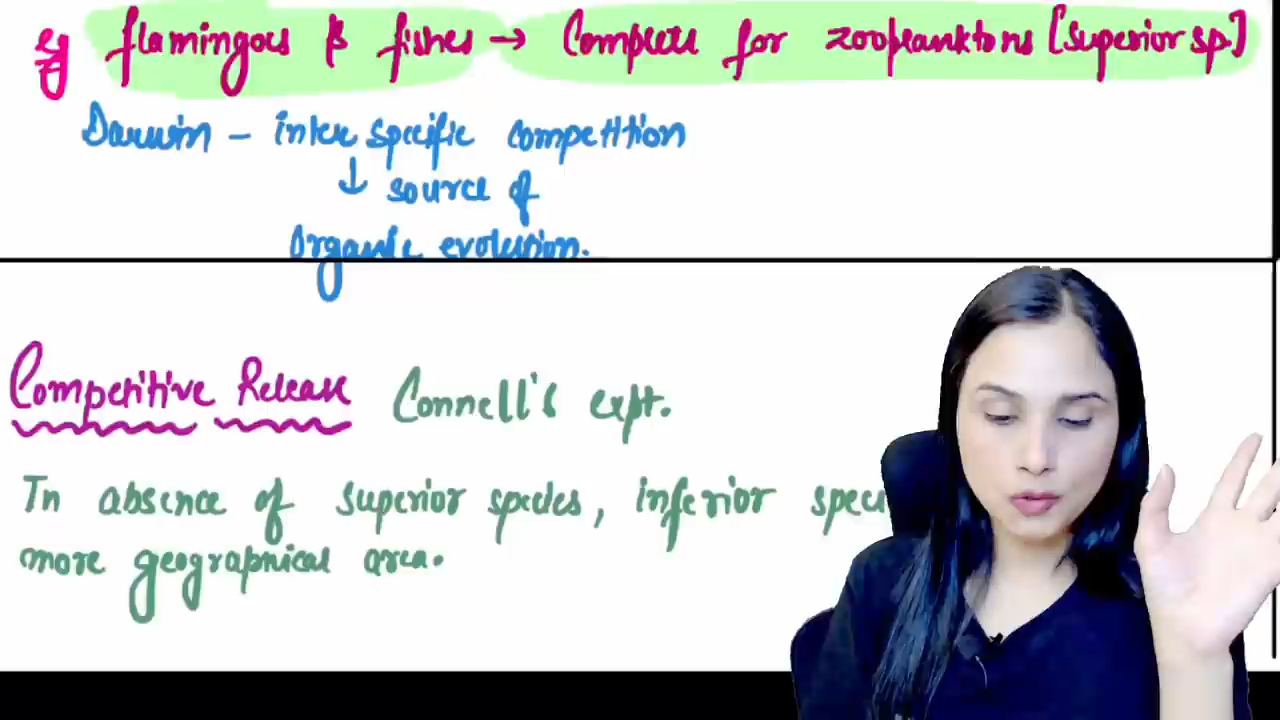 eg flamingoes & fishes → Compete for zooplanktons [superior sp.]
Darwin - inter specific competition
↓ source of
Organic evolution.
Competitive Release Connell's expt.
In absence of superior species, inferior
more geographical area.